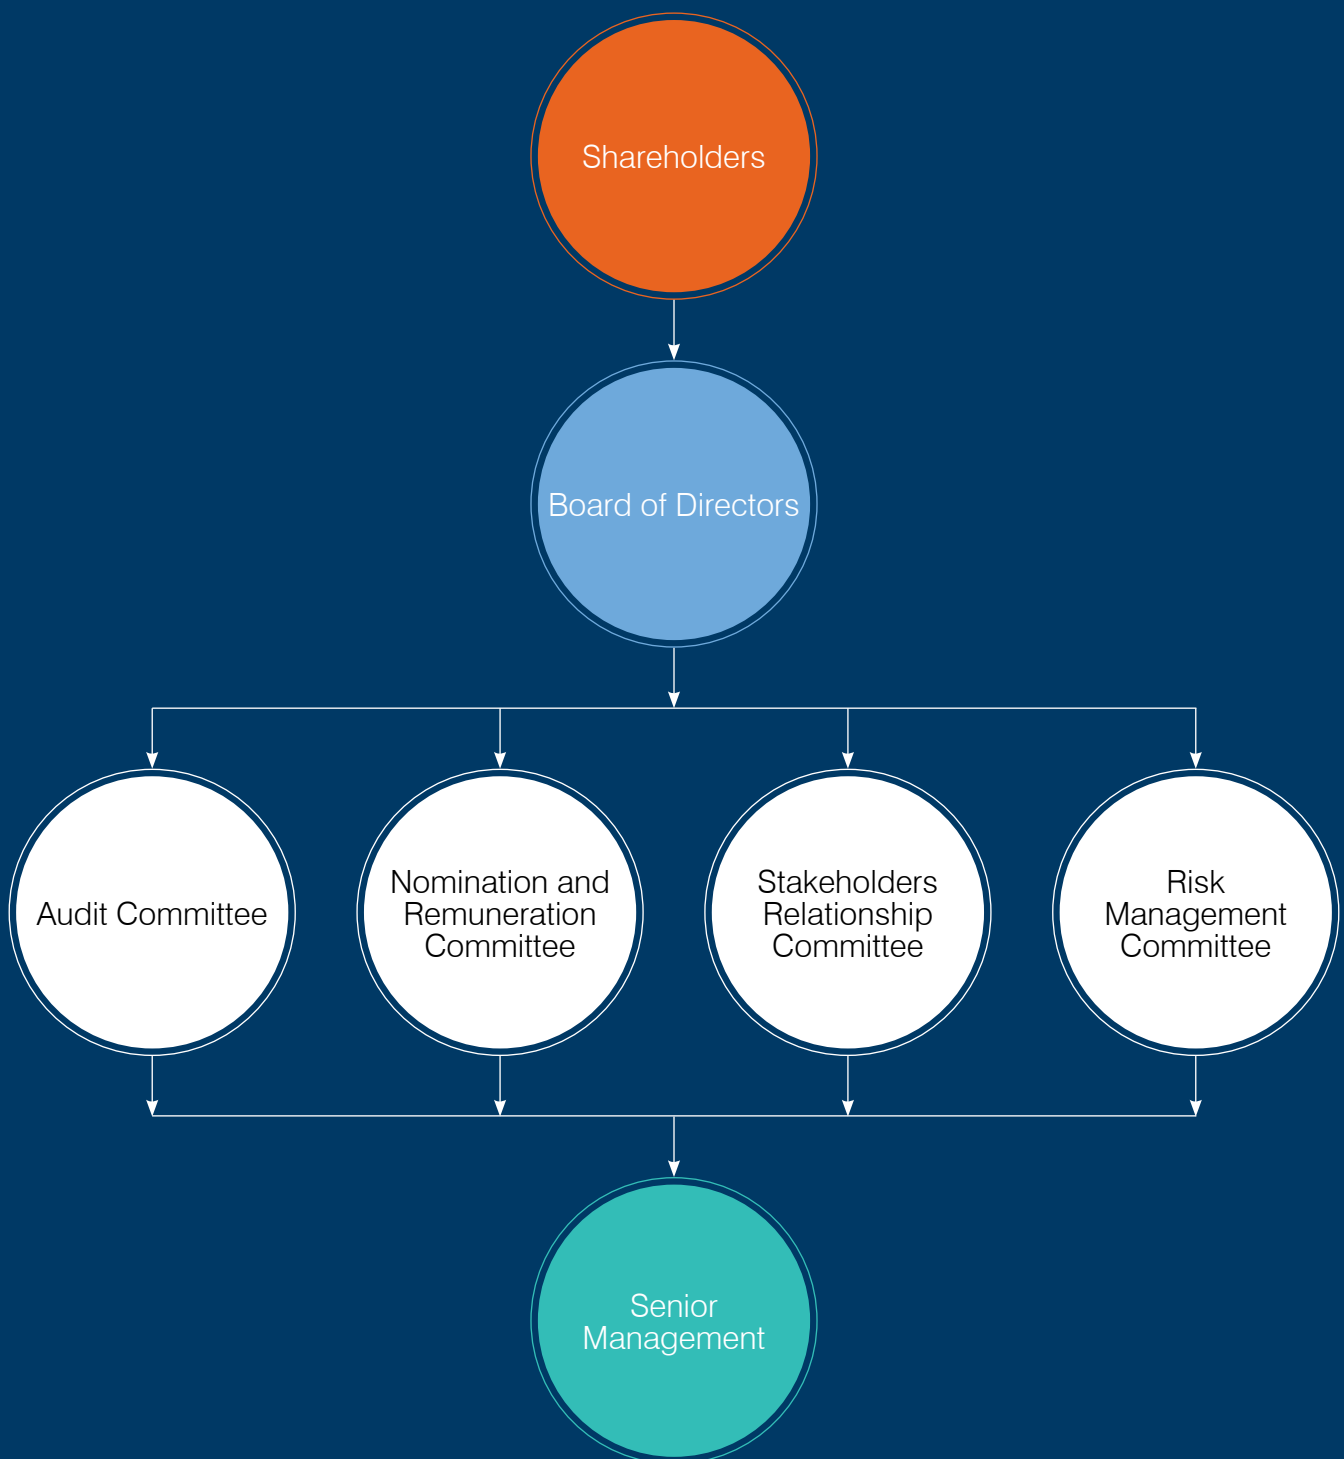 Shareholders
Board of Directors
Audit Committee
Nomination and
Remuneration
Committee
Stakeholders
Relationship
Committee
Risk
Management
Committee
Senior
Management